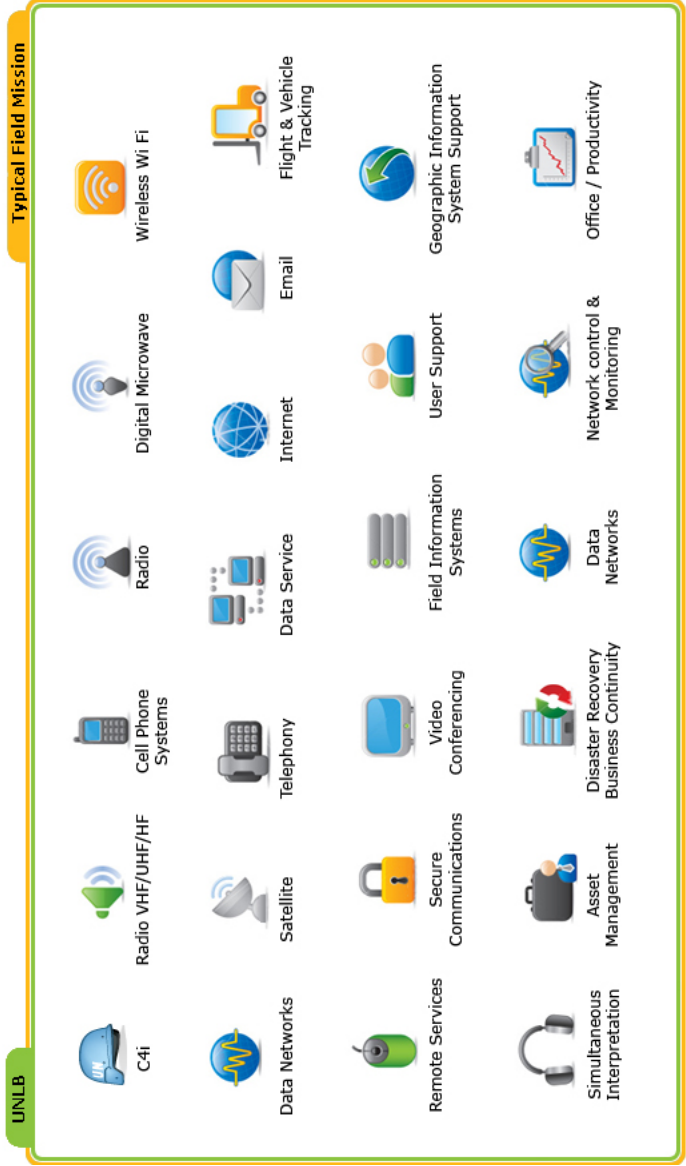 UNLB
Typical Field Mission
C4i
Radio VHF/UHF/HF
Cell Phone
Systems
Radio
Digital Microwave
Wireless Wi Fi
Data Networks
Satellite
Telephony
Data Service
Internet
Email
Flight & Vehicle
Tracking
Remote Services
Secure
Communications
Video
Conferencing
Field Information
Systems
User Support
Geographic Information
System Support
Simultaneous
Interpretation
Asset
Management
Disaster Recovery
Business Continuity
Data
Networks
Network control &
Monitoring
Office / Productivity
UN